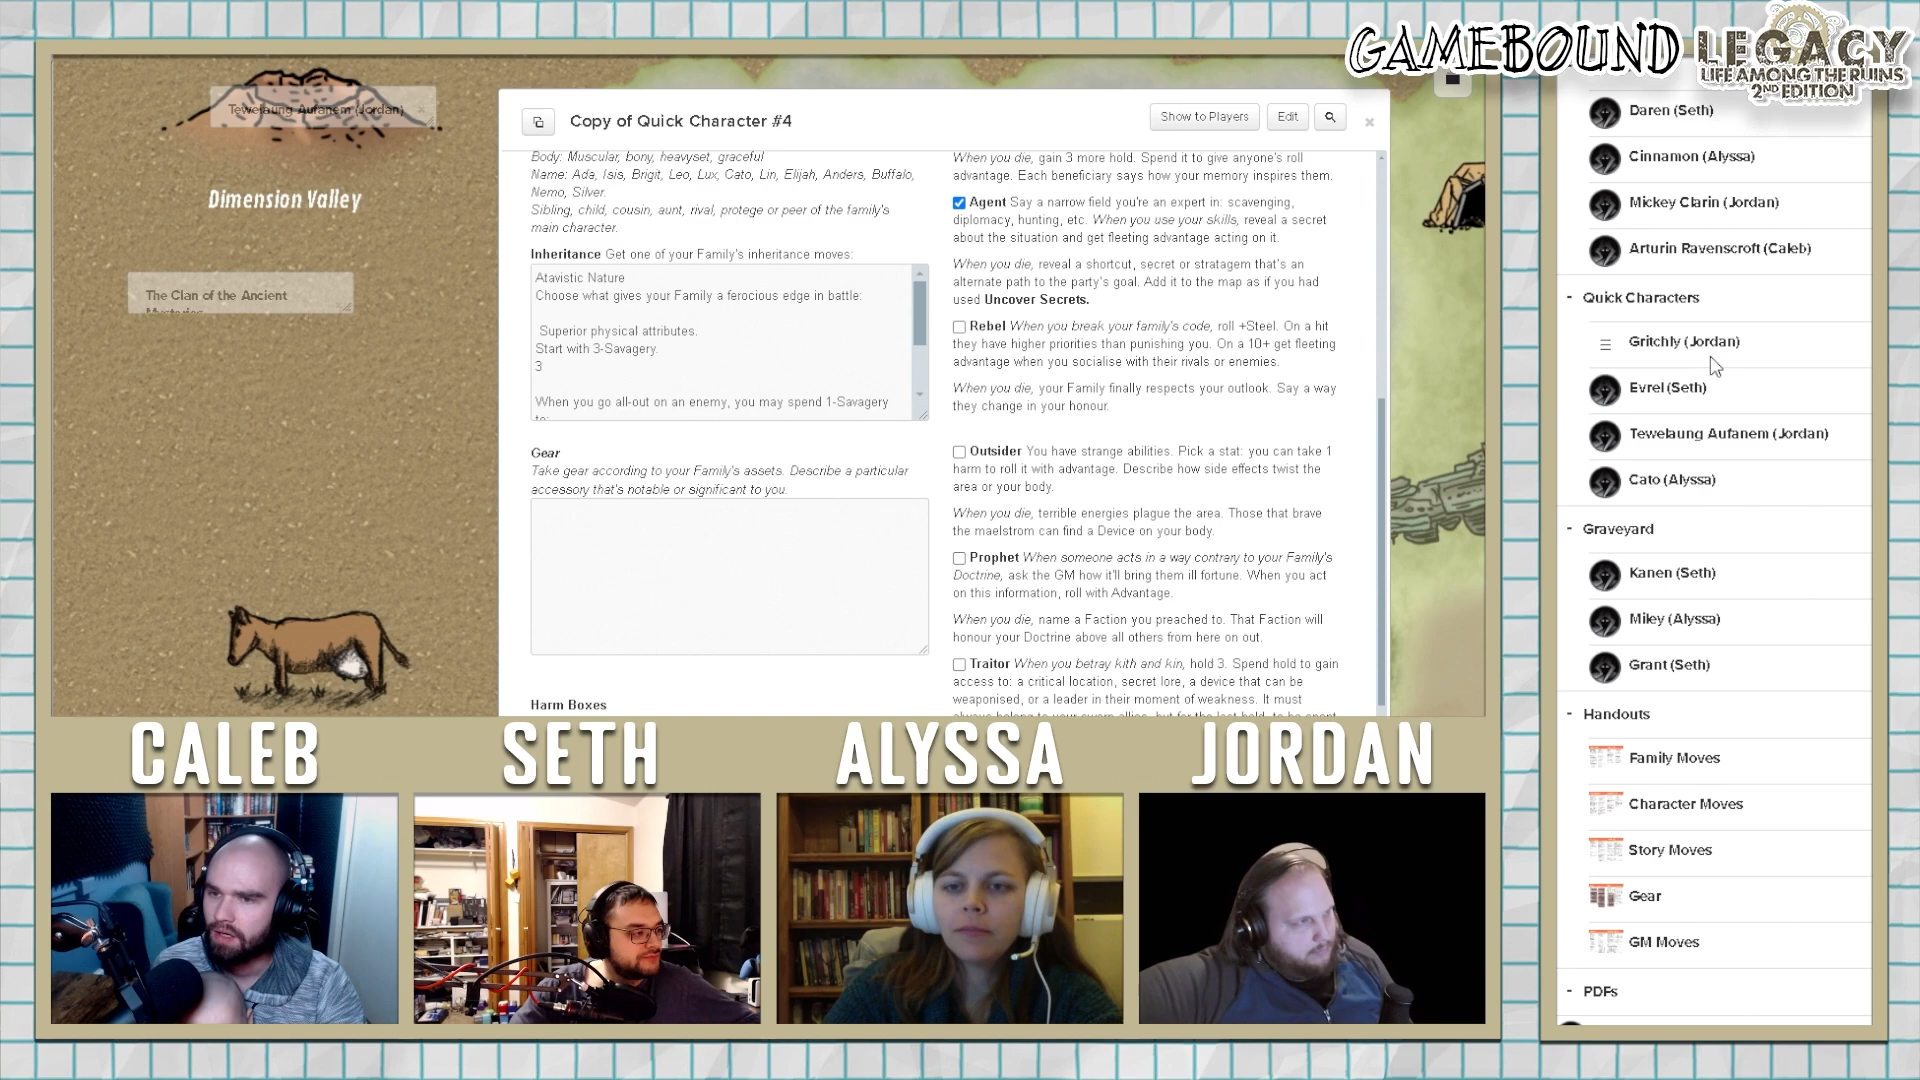 GAMEBOUND
LEGACY
LIFE AMONG THE RUINS
2ND EDITION
Tewelaung Aufanem (Jordan)
Dimension Valley
The Clan of the Ancient
Mysteries
Copy of Quick Character #4
Show to Players
Edit
Body: Muscular, bony, heavyset, graceful
Name: Ada, Isis, Brigit, Leo, Lux, Cato, Lin, Elijah, Anders, Buffalo,
Nemo, Silver.
Sibling, child, cousin, aunt, rival, protege or peer of the family's
main character.
Inheritance Get one of your Family's inheritance moves:
Atavistic Nature
Choose what gives your Family a ferocious edge in battle:
Superior physical attributes.
Start with 3-Savagery.
3
When you go all-out on an enemy, you may spend 1-Savagery
to:
Gear
Take gear according to your Family's assets. Describe a particular
accessory that's notable or significant to you.
Harm Boxes
When you die, gain 3 more hold. Spend it to give anyone's roll
advantage. Each beneficiary says how your memory inspires them.
Agent Say a narrow field you're an expert in: scavenging,
diplomacy, hunting, etc. When you use your skills, reveal a secret
about the situation and get fleeting advantage acting on it.
When you die, reveal a shortcut, secret or stratagem that's an
alternate path to the party's goal. Add it to the map as if you had
used Uncover Secrets.
Rebel When you break your family's code, roll +Steel. On a hit
they have higher priorities than punishing you. On a 10+ get fleeting
advantage when you socialise with their rivals or enemies.
When you die, your Family finally respects your outlook. Say a way
they change in your honour.
Outsider You have strange abilities. Pick a stat: you can take 1
harm to roll it with advantage. Describe how side effects twist the
area or your body.
When you die, terrible energies plague the area. Those that brave
the maelstrom can find a Device on your body.
Prophet When someone acts in a way contrary to your Family's
Doctrine, ask the GM how it'll bring them ill fortune. When you act
on this information, roll with Advantage.
When you die, name a Faction you preached to. That Faction will
honour your Doctrine above all others from here on out.
Traitor When you betray kith and kin, hold 3. Spend hold to gain
access to: a critical location, secret lore, a device that can be
weaponised, or a leader in their moment of weakness. It must
Daren (Seth)
Cinnamon (Alyssa)
Mickey Clarin (Jordan)
Arturin Ravenscroft (Caleb)
- Quick Characters
Gritchly (Jordan)
Evrel (Seth)
Tewelaung Aufanem (Jordan)
Cato (Alyssa)
- Graveyard
Kanen (Seth)
Miley (Alyssa)
Grant (Seth)
- Handouts
Family Moves
Character Moves
Story Moves
Gear
GM Moves
- PDFs
CALEB
SETH
ALYSSA
JORDAN